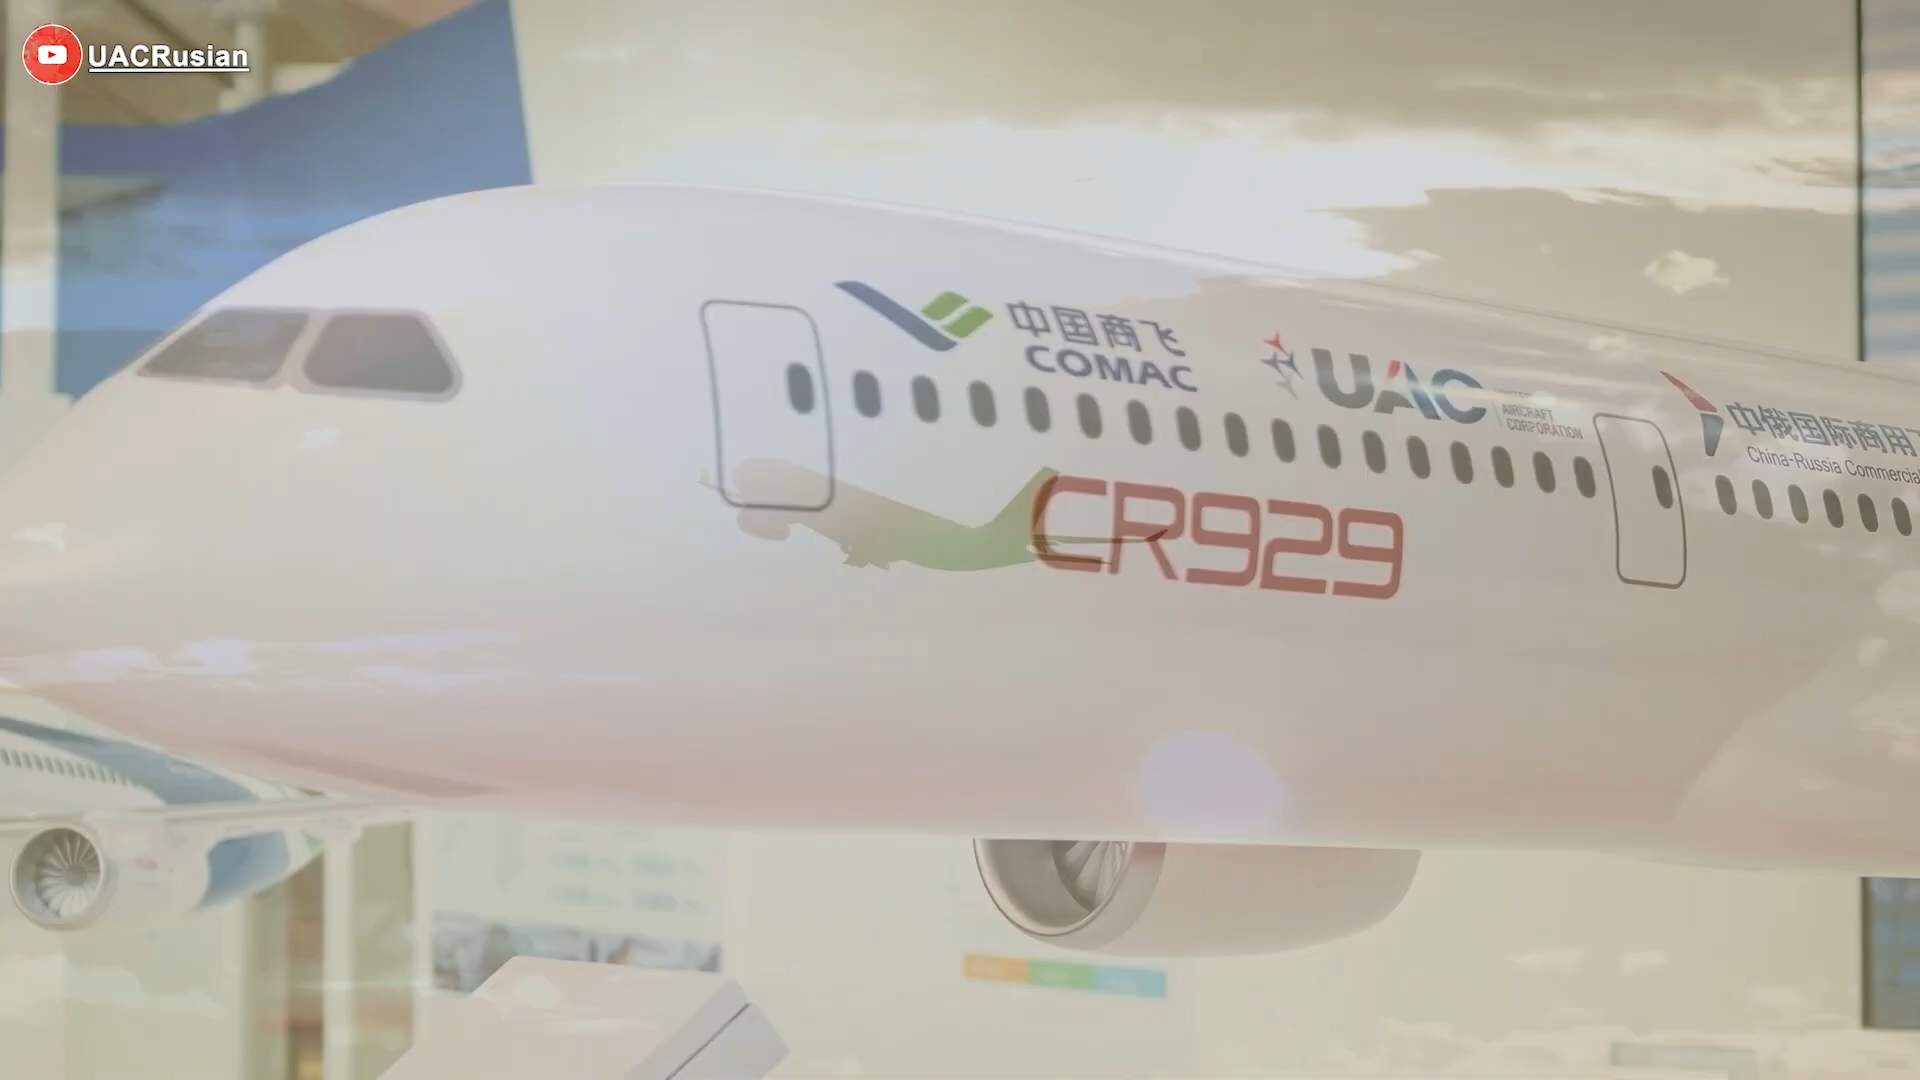 UACRusian
中国商飞
COMAC
UAC
AIRCRAFT
CORPORATION
中俄国际商用
China-Russia Commercial
CR929